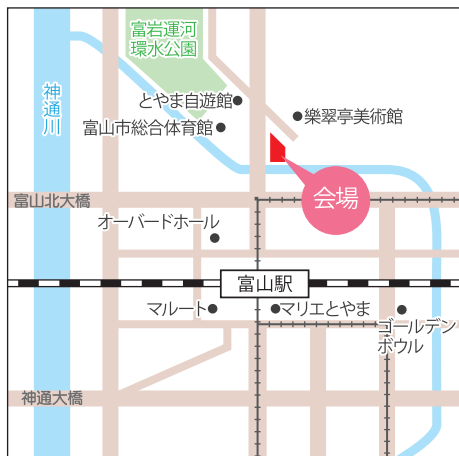 富岩運河
環水公園
神通川
とやま自遊館
樂翠亭美術館
富山市総合体育館
会場
富山北大橋
オーバードホール
富山駅
マルート
マリエとやま
ゴールデン
ボウル
神通大橋